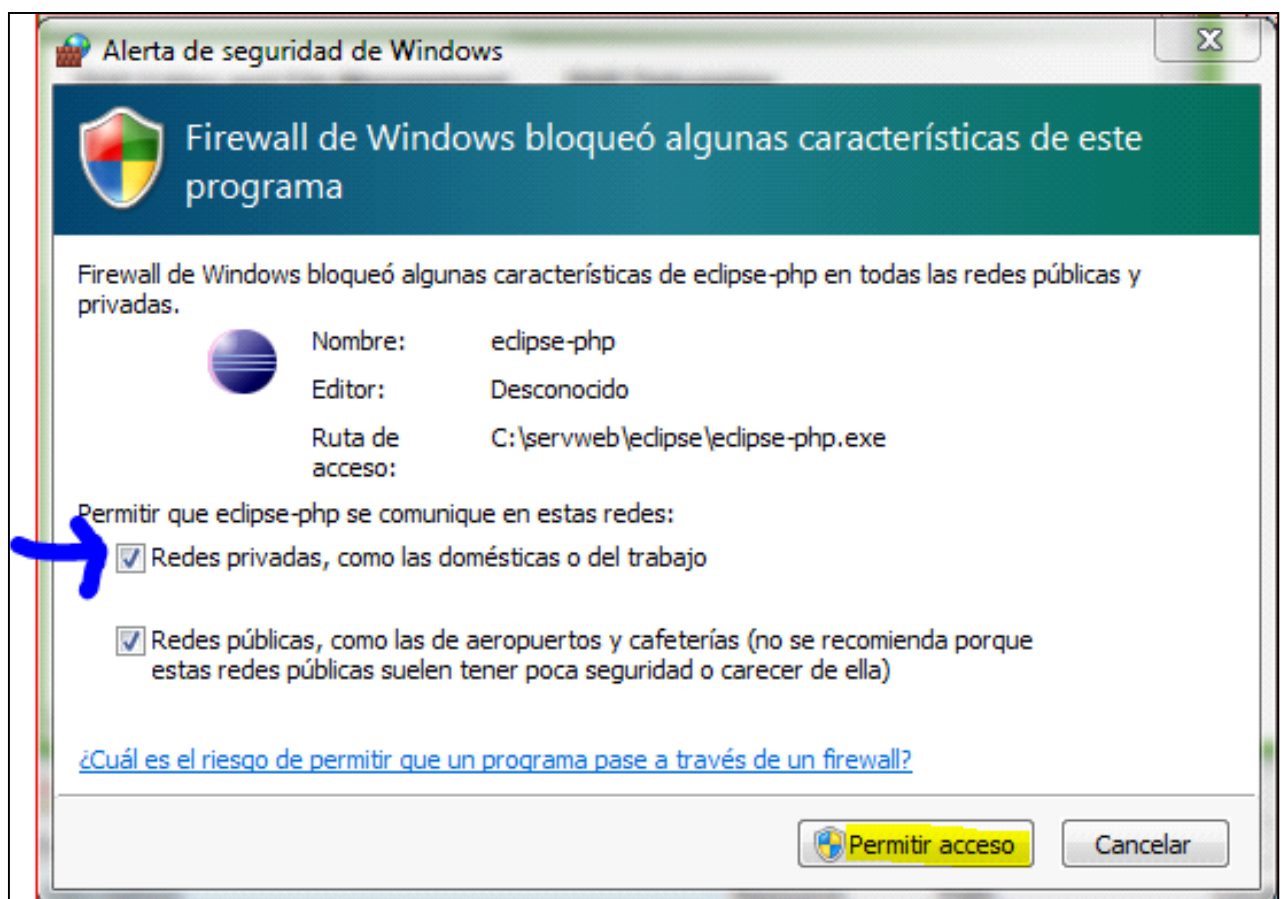 Alerta de seguridad de Windows
Firewall de Windows bloqueó algunas características de este
programa
Firewall de Windows bloqueó algunas características de eclipse-php en todas las redes públicas y
privadas.
Nombre: eclipse-php
Editor: Desconocido
Ruta de C:\servweb\eclipse\eclipse-php.exe
acceso:
Permitir que eclipse-php se comunique en estas redes:
Redes privadas, como las domésticas o del trabajo
Redes públicas, como las de aeropuertos y cafeterías (no se recomienda porque
estas redes públicas suelen tener poca seguridad o carecer de ella)
¿Cuál es el riesgo de permitir que un programa pase a través de un firewall?
Permitir acceso Cancelar